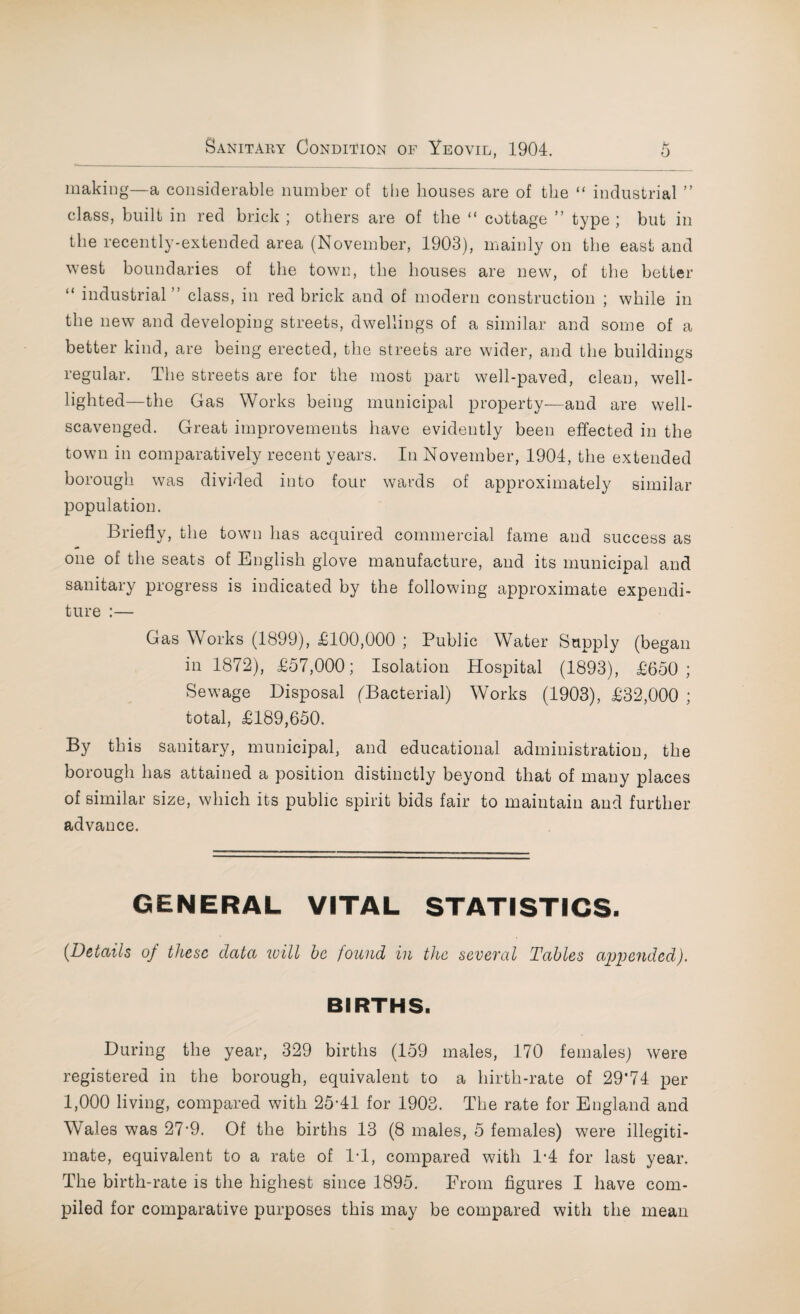 Sanitary Condition of Yeovil, 1904. 5
making—a considerable number of the houses are of the “ industrial ”
class, built in red brick ; others are of the “ cottage ” type ; but in
the recently-extended area (November, 1903), mainly on the east and
west boundaries of the town, the houses are new, of the better
“ industrial ” class, in red brick and of modern construction ; while in
the new and developing streets, dwellings of a similar and some of a
better kind, are being erected, the streets are wider, and the buildings
regular. The streets are for the most part well-paved, clean, well-
lighted—the Gas Works being municipal property—and are well-
scavenged. Great improvements have evidently been effected in the
town in comparatively recent years. In November, 1904, the extended
borough was divided into four wards of approximately similar
population.
Briefly, the town has acquired commercial fame and success as
one of the seats of English glove manufacture, and its municipal and
sanitary progress is indicated by the following approximate expendi-
ture :—
Gas Works (1899), £100,000 ; Public Water Supply (began
in 1872), £57,000; Isolation Hospital (1893), £650 ;
Sewage Disposal (Bacterial) Works (1903), £32,000 ;
total, £189,650.
By this sanitary, municipal, and educational administration, the
borough has attained a position distinctly beyond that of many places
of similar size, which its public spirit bids fair to maintain and further
advance.
GENERAL VITAL STATISTICS.
(Details of these data will be found in the several Tables appended).
BIRTHS.
During the year, 329 births (159 males, 170 females) were
registered in the borough, equivalent to a hirth-rate of 29·74 per
1,000 living, compared with 25·41 for 1903. The rate for England and
Wales was 27·9. Of the births 13 (8 males, 5 females) were illegiti-
mate, equivalent to a rate of 1·1, compared with 1·4 for last year.
The birth-rate is the highest since 1895. From figures I have com-
piled for comparative purposes this may be compared with the mean